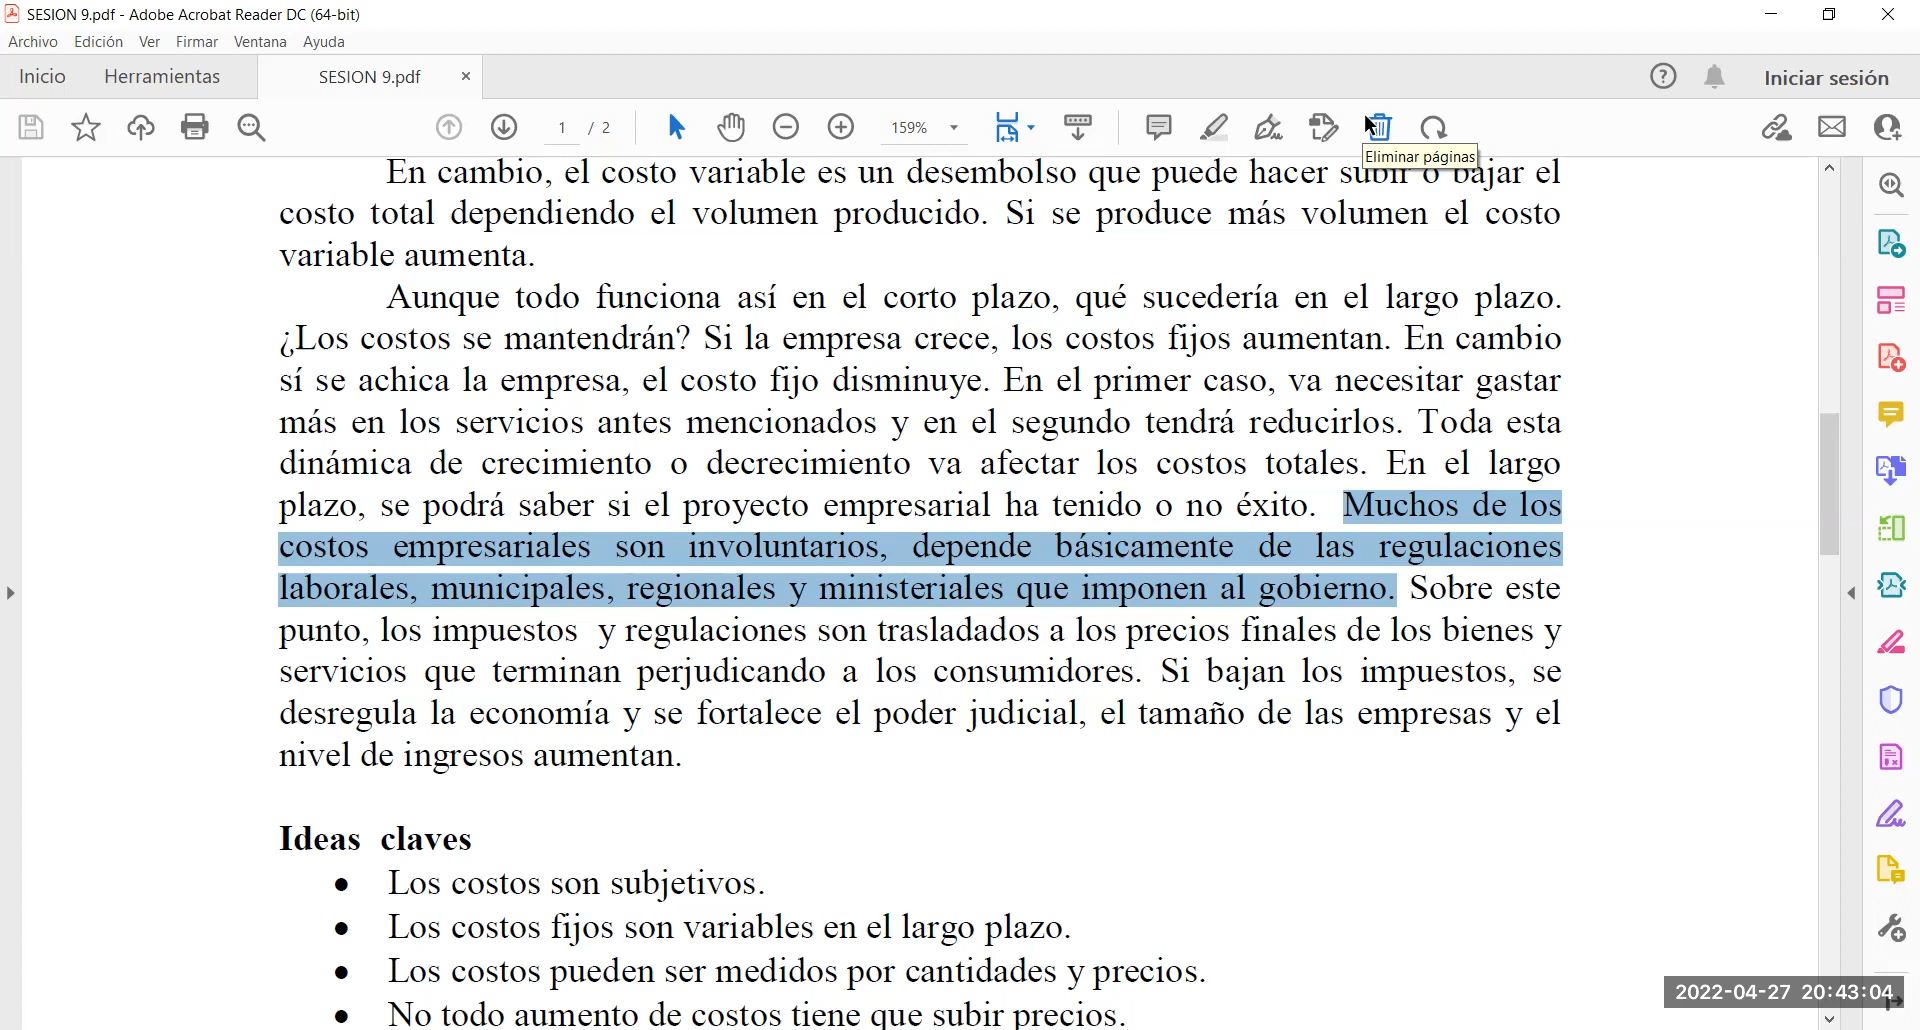 SESION 9.pdf - Adobe Acrobat Reader DC (64-bit)
Archivo Edición Ver Firmar Ventana Ayuda
Inicio Herramientas SESION 9.pdf × Iniciar sesión
1 / 2 159%
Eliminar páginas
En cambio, el costo variable es un desembolso que puede hacer subir o bajar el
costo total dependiendo el volumen producido. Si se produce más volumen el costo
variable aumenta.
Aunque todo funciona así en el corto plazo, qué sucedería en el largo plazo.
¿Los costos se mantendrán? Si la empresa crece, los costos fijos aumentan. En cambio
sí se achica la empresa, el costo fijo disminuye. En el primer caso, va necesitar gastar
más en los servicios antes mencionados y en el segundo tendrá reducirlos. Toda esta
dinámica de crecimiento o decrecimiento va afectar los costos totales. En el largo
plazo, se podrá saber si el proyecto empresarial ha tenido o no éxito. Muchos de los
costos empresariales son involuntarios, depende básicamente de las regulaciones
laborales, municipales, regionales y ministeriales que imponen al gobierno. Sobre este
punto, los impuestos y regulaciones son trasladados a los precios finales de los bienes y
servicios que terminan perjudicando a los consumidores. Si bajan los impuestos, se
desregula la economía y se fortalece el poder judicial, el tamaño de las empresas y el
nivel de ingresos aumentan.
Ideas claves
• Los costos son subjetivos.
• Los costos fijos son variables en el largo plazo.
• Los costos pueden ser medidos por cantidades y precios.
• No todo aumento de costos tiene que subir precios.
2022-04-27 20:43:04